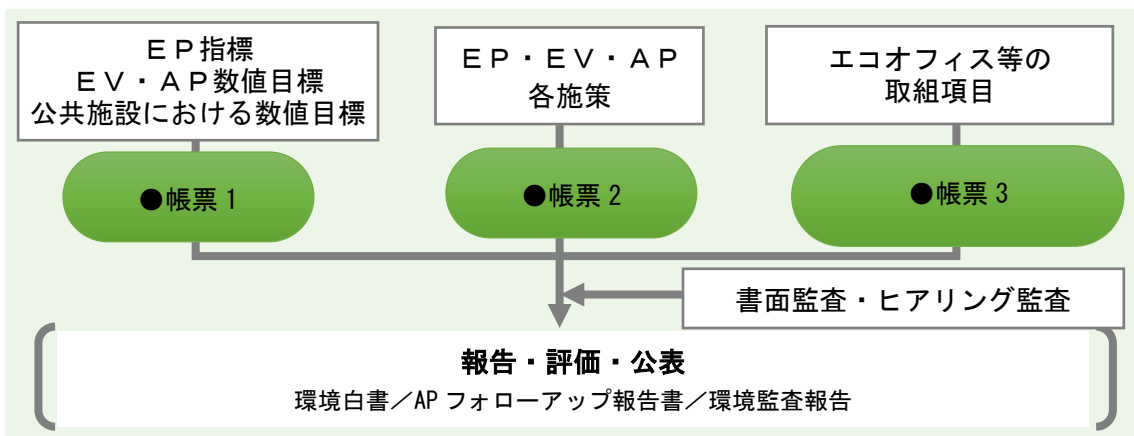 ＥＰ指標
ＥＶ・ＡＰ数値目標
公共施設における数値目標
ＥＰ・ＥＶ・ＡＰ
各施策
エコオフィス等の
取組項目
●帳票 1
●帳票 2
●帳票 3
書面監査・ヒアリング監査
報告・評価・公表
環境白書／AP フォローアップ報告書／環境監査報告